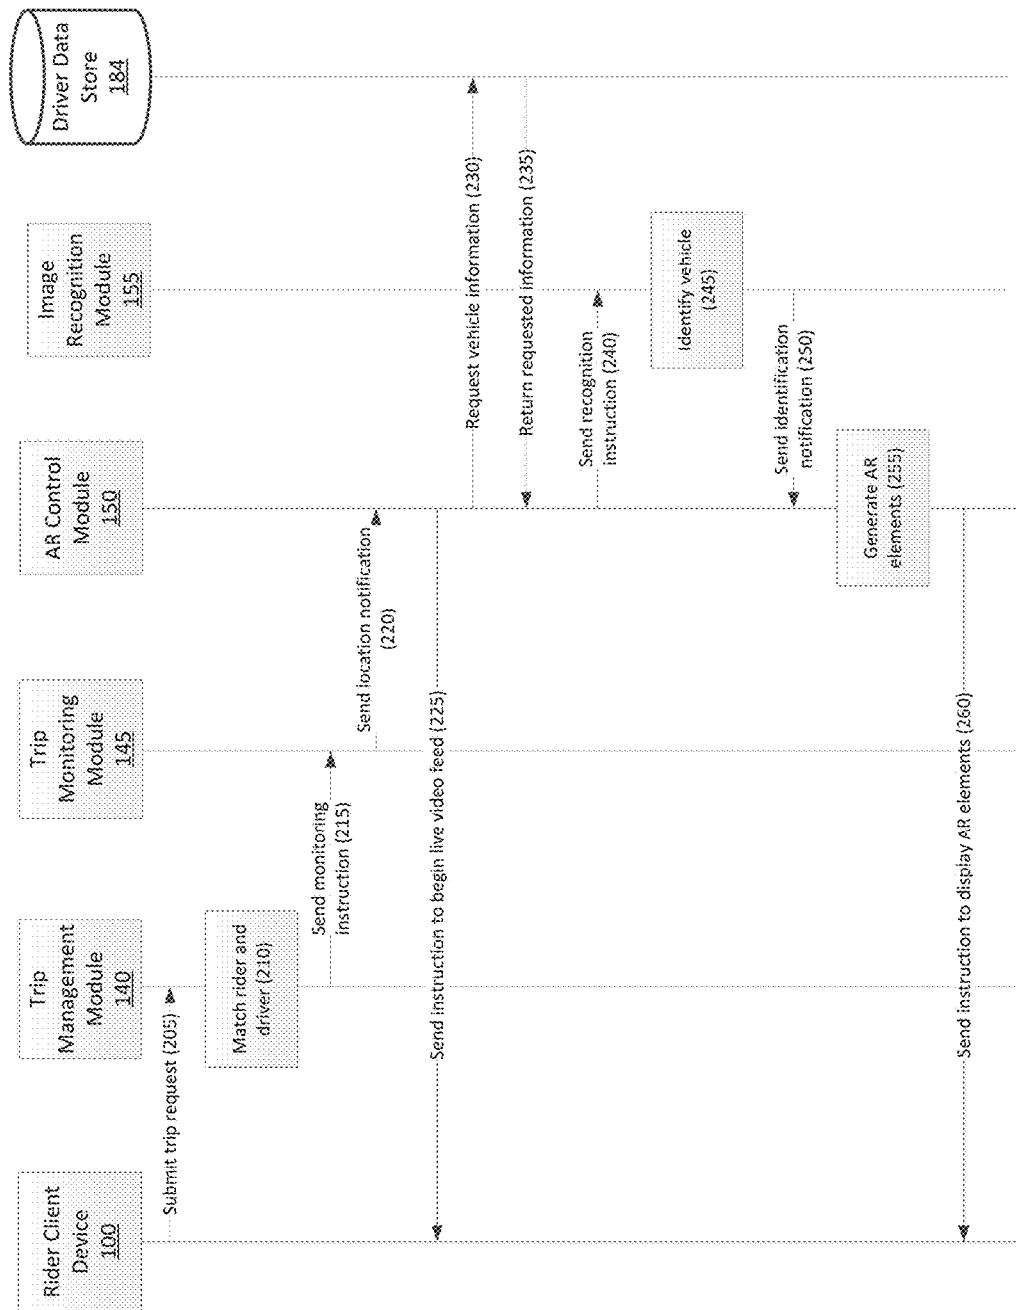 Rider Client
Device
100
Trip
Management
Module
140
Trip
Monitoring
Module
145
AR Control
Module
150
Image
Recognition
Module
155
Driver Data
Store
184
Submit trip request (205)
Match rider and
driver (210)
Send monitoring
instruction (215)
Send location notification
(220)
Send instruction to begin live video feed (225)
Request vehicle information (230)
Return requested information (235)
Send recognition
instruction (240)
Identify vehicle
(245)
Send identification
notification (250)
Generate AR
elements (255)
Send instruction to display AR elements (260)